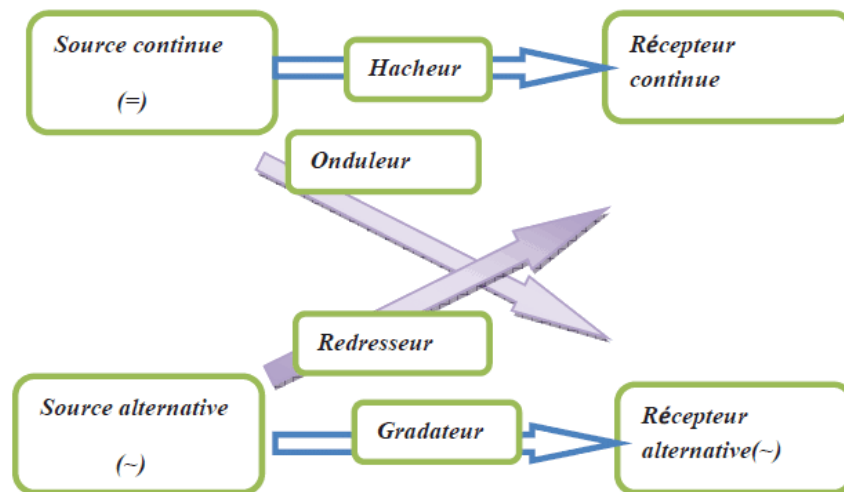 Source continue
(=)
Hacheur
Récepteur
continue
Onduleur
Redresseur
Source alternative
(~)
Gradateur
Récepteur
alternative(~)